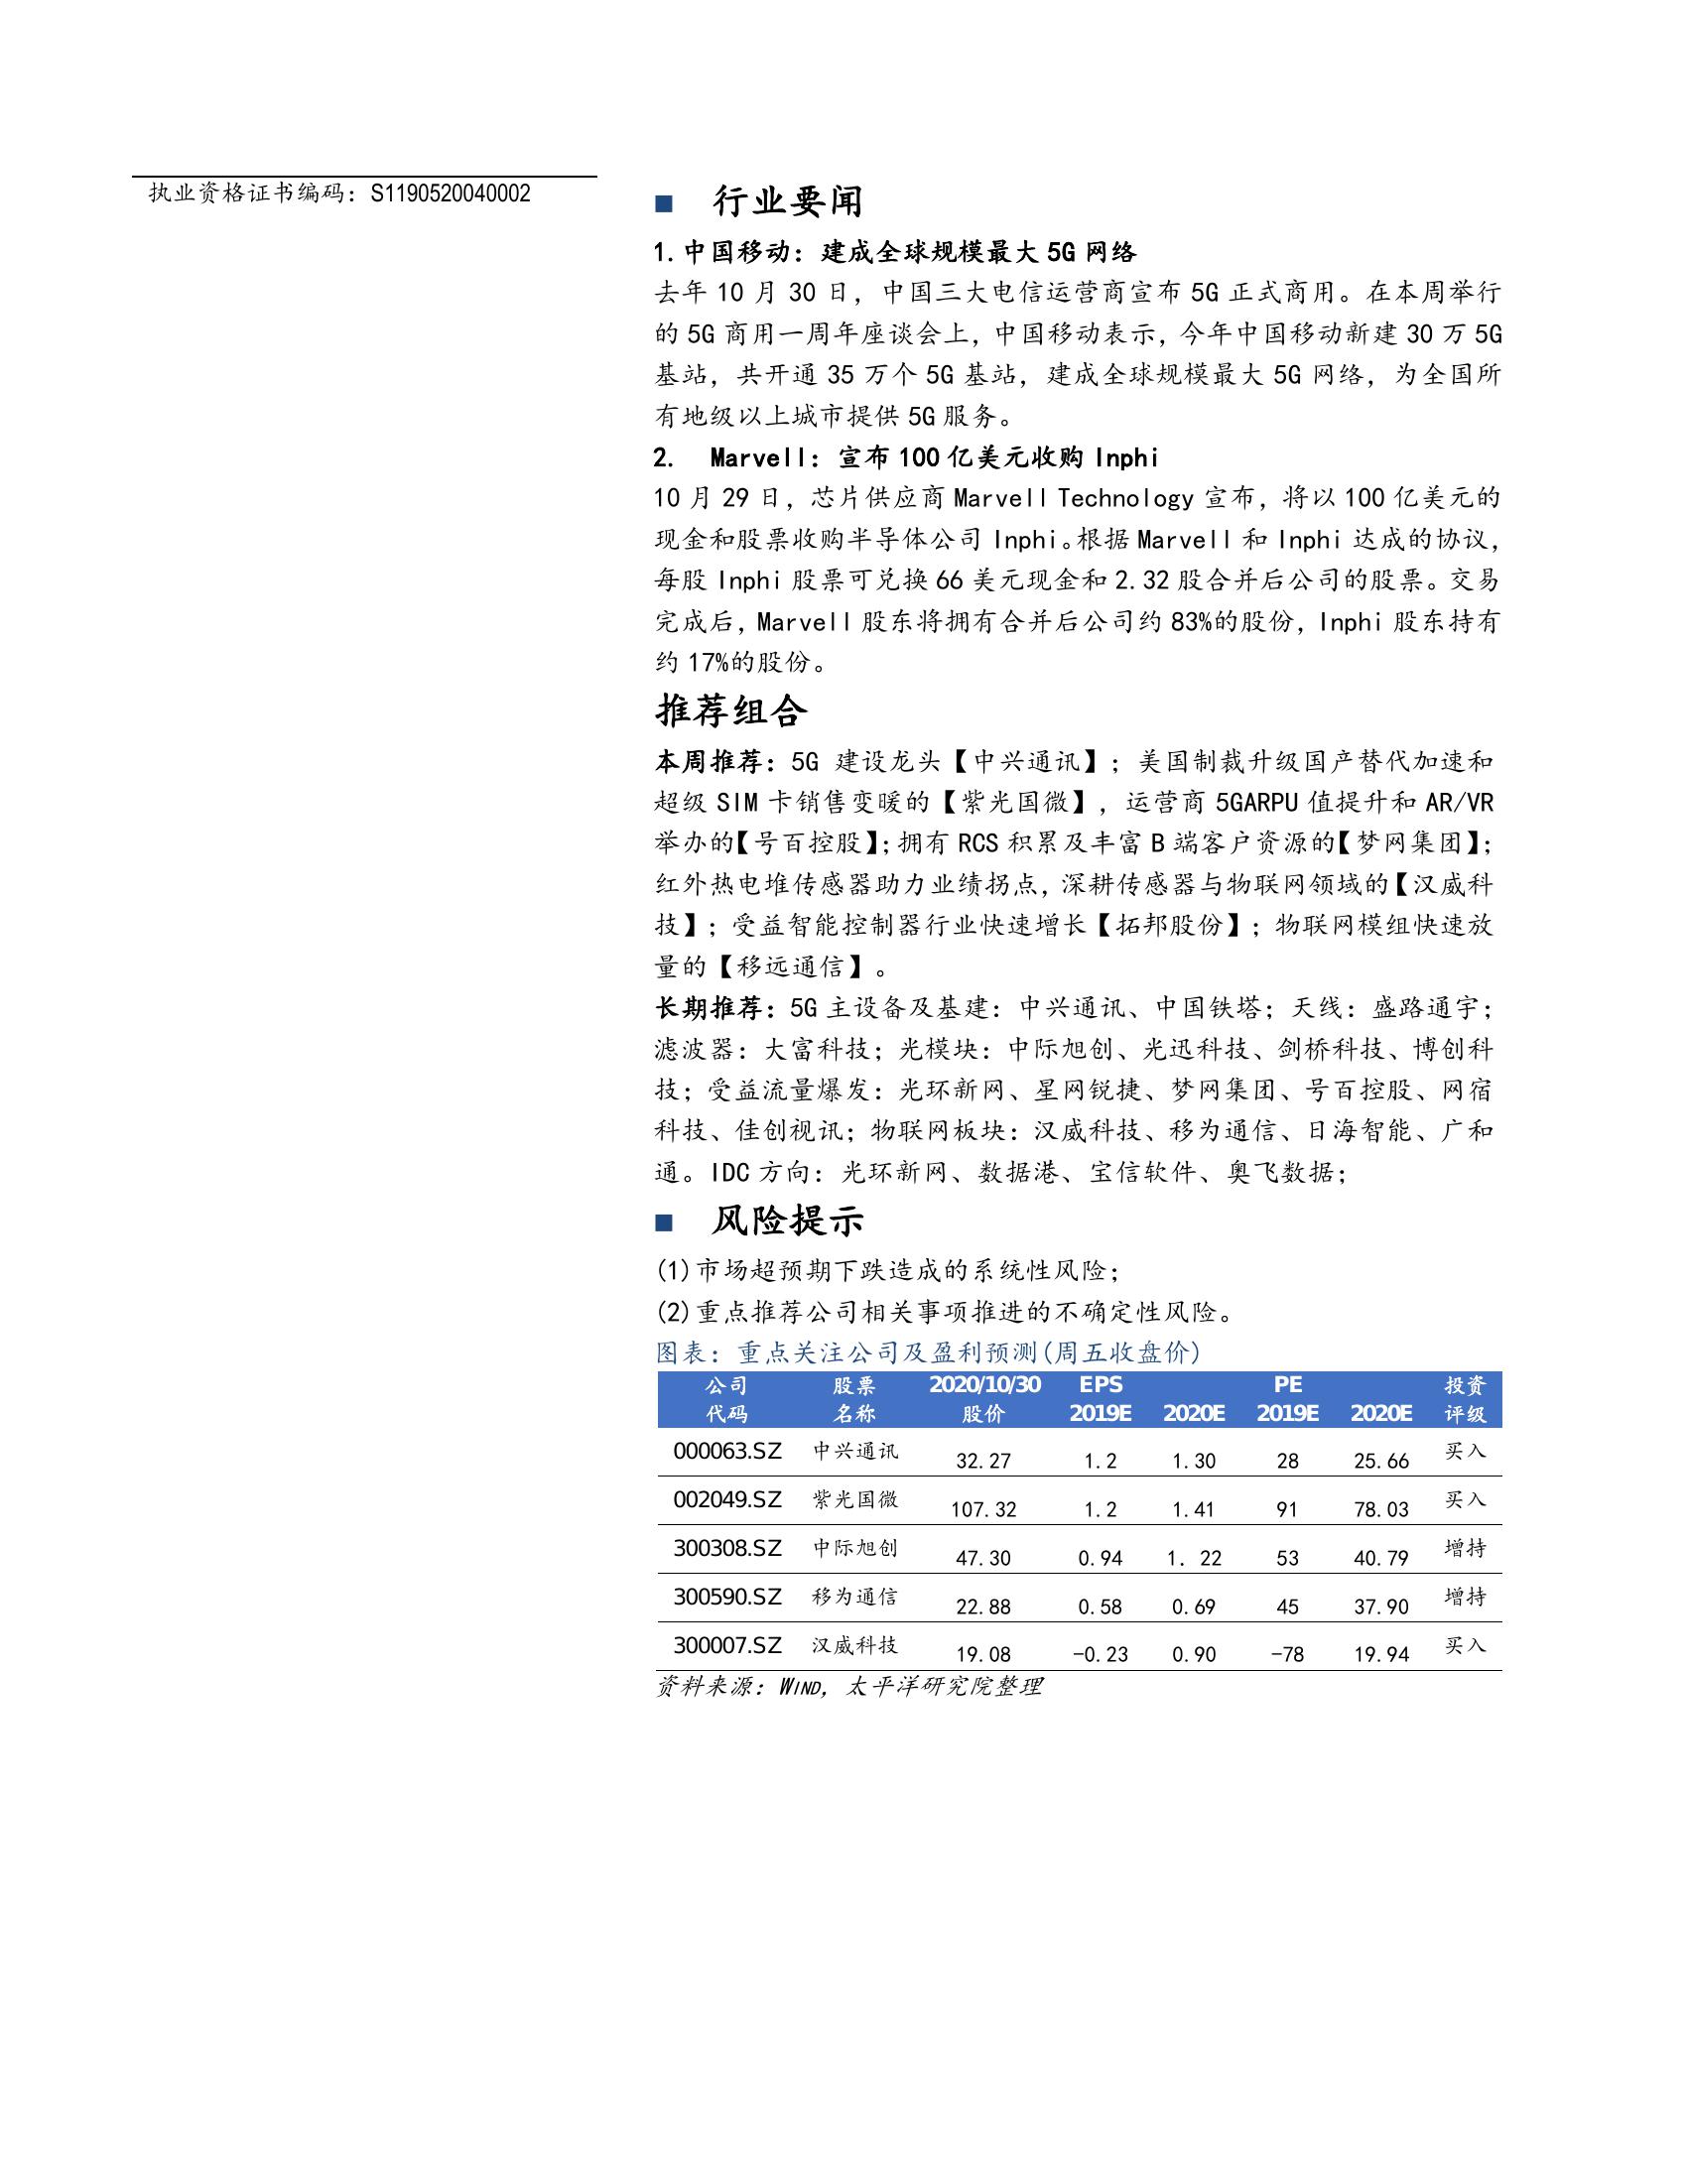 执业资格证书编码：S1190520040002
■ 行业要闻
1.中国移动：建成全球规模最大 5G 网络
去年 10 月 30 日，中国三大电信运营商宣布 5G 正式商用。在本周举行
的 5G 商用一周年座谈会上，中国移动表示，今年中国移动新建 30 万 5G
基站，共开通 35 万个 5G 基站，建成全球规模最大 5G 网络，为全国所
有地级以上城市提供 5G 服务。
2. Marvell：宣布 100 亿美元收购 Inphi
10 月 29 日，芯片供应商 Marvell Technology 宣布，将以 100 亿美元的
现金和股票收购半导体公司 Inphi。根据 Marvell 和 Inphi 达成的协议，
每股 Inphi 股票可兑换 66 美元现金和 2.32 股合并后公司的股票。交易
完成后，Marvell 股东将拥有合并后公司约 83%的股份，Inphi 股东持有
约 17%的股份。
推荐组合
本周推荐：5G 建设龙头【中兴通讯】；美国制裁升级国产替代加速和
超级 SIM 卡销售变暖的【紫光国微】，运营商 5GARPU 值提升和 AR/VR
举办的【号百控股】；拥有 RCS 积累及丰富 B 端客户资源的【梦网集团】；
红外热电堆传感器助力业绩拐点，深耕传感器与物联网领域的【汉威科
技】；受益智能控制器行业快速增长【拓邦股份】；物联网模组快速放
量的【移远通信】。
长期推荐：5G 主设备及基建：中兴通讯、中国铁塔；天线：盛路通宇；
滤波器：大富科技；光模块：中际旭创、光迅科技、剑桥科技、博创科
技；受益流量爆发：光环新网、星网锐捷、梦网集团、号百控股、网宿
科技、佳创视讯；物联网板块：汉威科技、移为通信、日海智能、广和
通。IDC 方向：光环新网、数据港、宝信软件、奥飞数据；
■ 风险提示
(1)市场超预期下跌造成的系统性风险；
(2)重点推荐公司相关事项推进的不确定性风险。
图表：重点关注公司及盈利预测(周五收盘价)
公司 股票 2020/10/30 EPS PE 投资
代码 名称 股价 2019E 2020E 2019E 2020E 评级
000063.SZ 中兴通讯 32.27 1.2 1.30 28 25.66 买入
002049.SZ 紫光国微 107.32 1.2 1.41 91 78.03 买入
300308.SZ 中际旭创 47.30 0.94 1. 22 53 40.79 增持
300590.SZ 移为通信 22.88 0.58 0.69 45 37.90 增持
300007.SZ 汉威科技 19.08 -0.23 0.90 -78 19.94 买入
资料来源：WIND，太平洋研究院整理